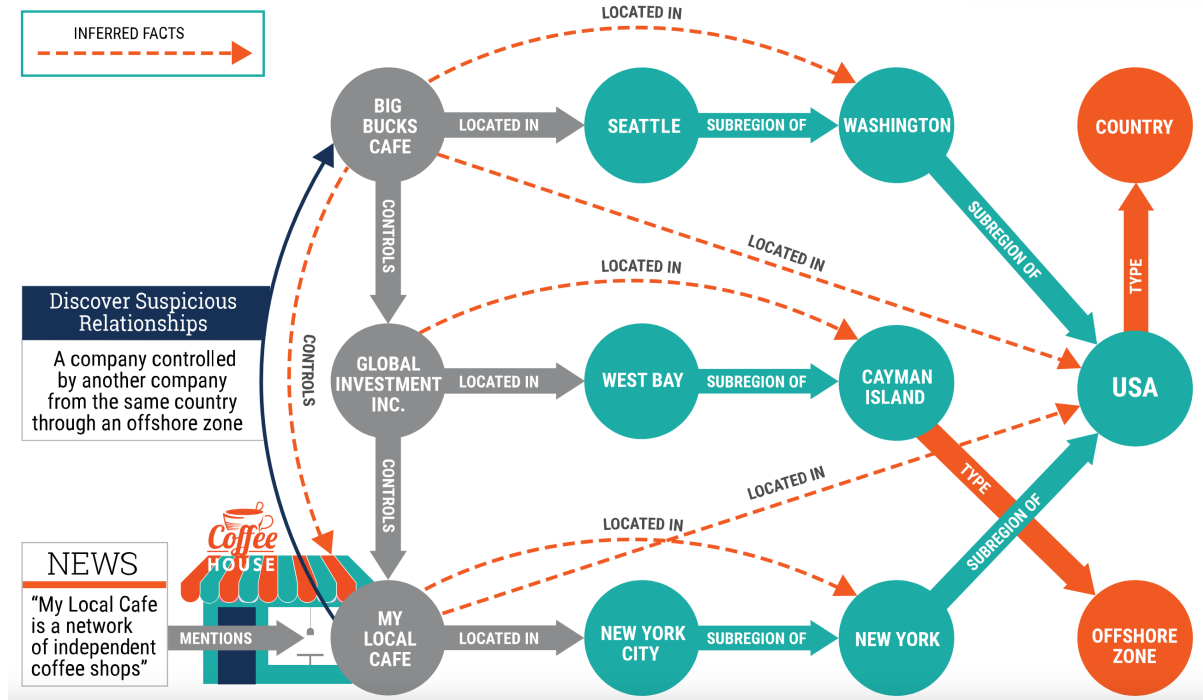 INFERRED FACTS
LOCATED IN
BIG
BUCKS
CAFE
LOCATED IN
SEATTLE
SUBREGION OF
WASHINGTON
COUNTRY
CONTROLS
SUBREGION OF
TYPE
LOCATED IN
LOCATED IN
Discover Suspicious
Relationships
A company controlled
by another company
from the same country
through an offshore zone
CONTROLS
GLOBAL
INVESTMENT
INC.
LOCATED IN
WEST BAY
SUBREGION OF
CAYMAN
ISLAND
USA
CONTROLS
LOCATED IN
TYPE
SUBREGION OF
LOCATED IN
Coffee
HOUSE
NEWS
“My Local Cafe
is a network
of independent
coffee shops”
MENTIONS
MY
LOCAL
CAFE
LOCATED IN
NEW YORK
CITY
SUBREGION OF
NEW YORK
OFFSHORE
ZONE